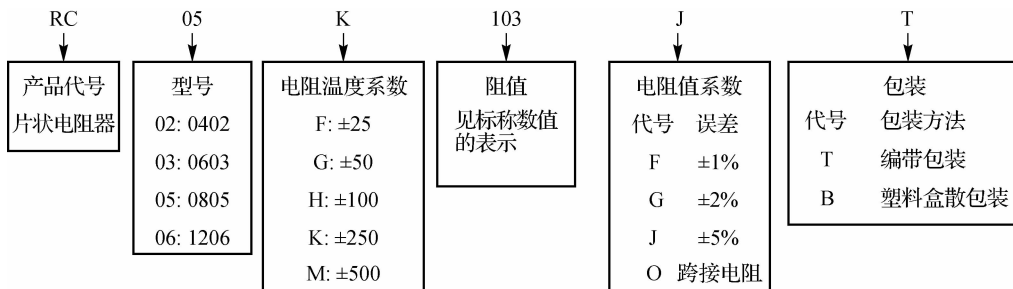 RC 05 K 103 J T
产品代号
片状电阻器
型号
02: 0402
03: 0603
05: 0805
06: 1206
电阻温度系数
F: ±25
G: ±50
H: ±100
K: ±250
M: ±500
阻值
见标称数值
的表示
电阻值系数
代号 误差
F ±1%
G ±2%
J ±5%
O 跨接电阻
包装
代号 包装方法
T 编带包装
B 塑料盒散包装